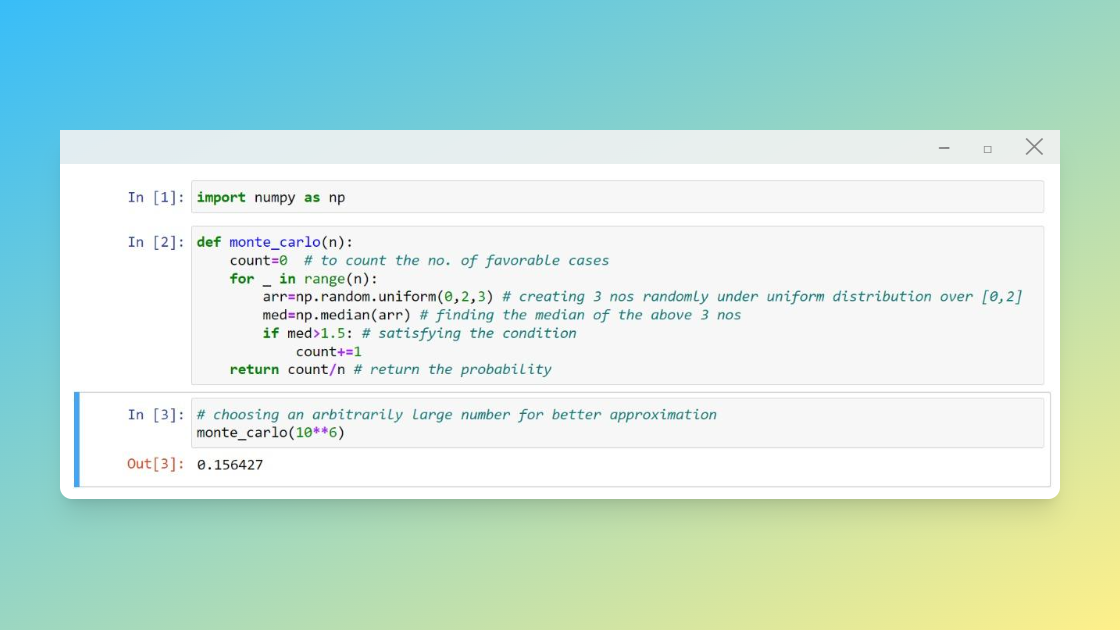 In [1]: import numpy as np
In [2]: def monte_carlo(n):
    count=0  # to count the no. of favorable cases
    for _ in range(n):
        arr=np.random.uniform(0,2,3) # creating 3 nos randomly under uniform distribution over [0,2]
        med=np.median(arr) # finding the median of the above 3 nos
        if med>1.5: # satisfying the condition
            count+=1
    return count/n # return the probability
In [3]: # choosing an arbitrarily large number for better approximation
monte_carlo(10**6)
Out[3]: 0.156427